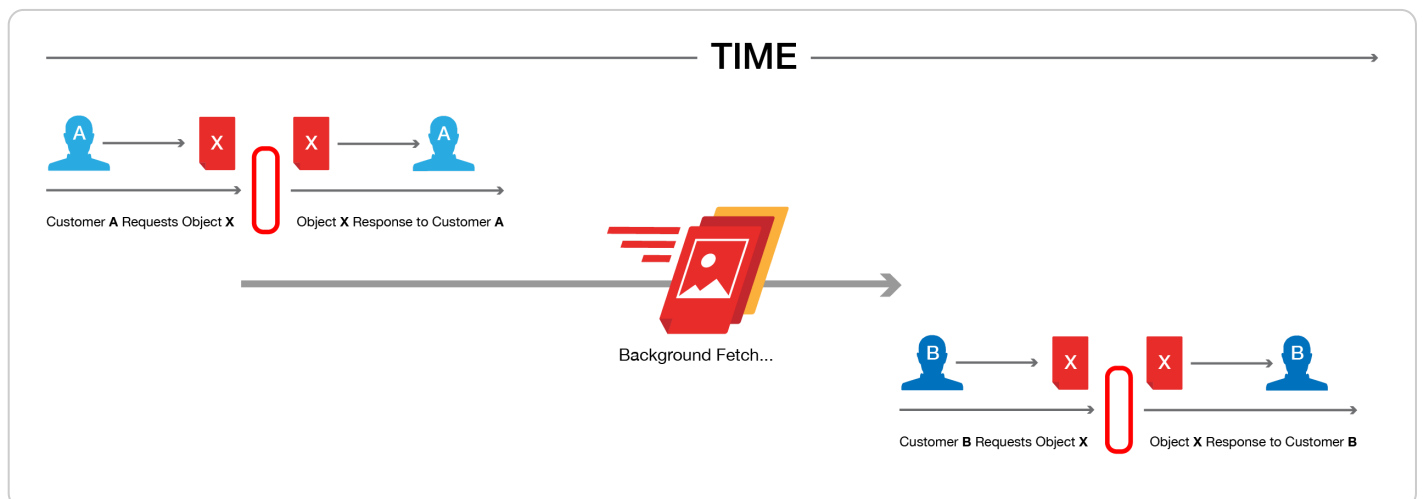 TIME
A
X
X
A
Customer A Requests Object X
Object X Response to Customer A
Background Fetch...
B
X
X
B
Customer B Requests Object X
Object X Response to Customer B